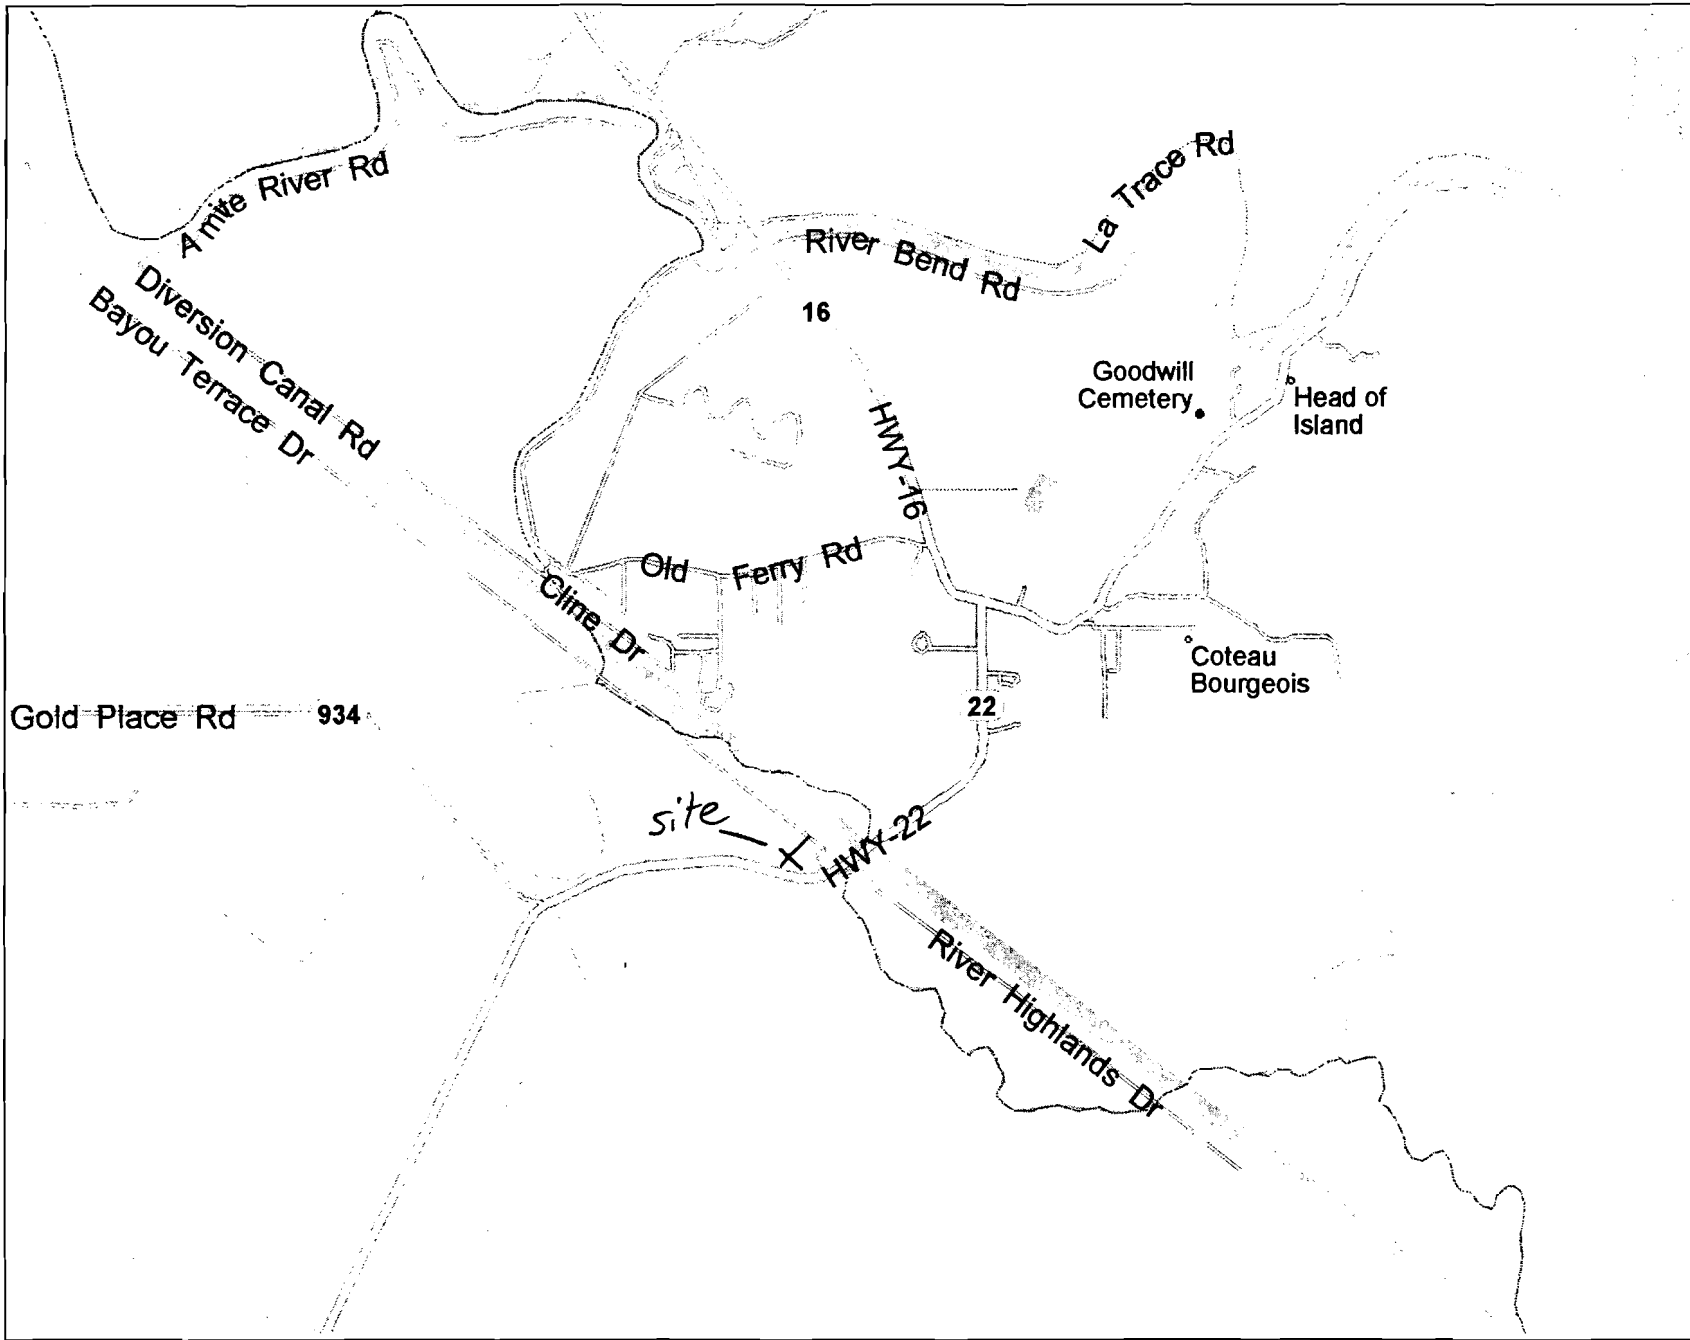 Amite River Rd
La Trace Rd
River Bend Rd
Diversion Canal Rd
Bayou Terrace Dr
16
Goodwill
Cemetery
Head of
Island
HWY-16
Old Ferry Rd
Cline Dr
Coteau
Bourgeois
22
Gold Place Rd
934
site
HWY-22
River Highlands Dr